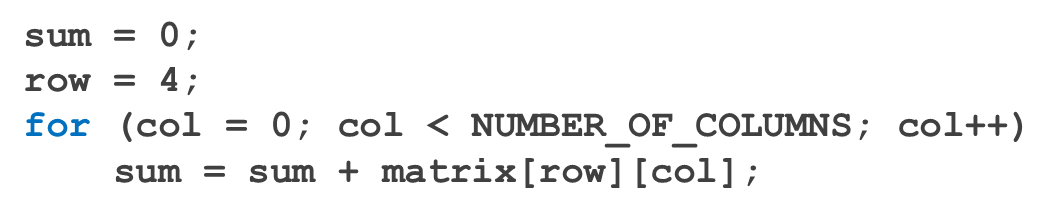 sum = 0;
row = 4;
for (col = 0; col < NUMBER_OF_COLUMNS; col++)
    sum = sum + matrix[row][col];